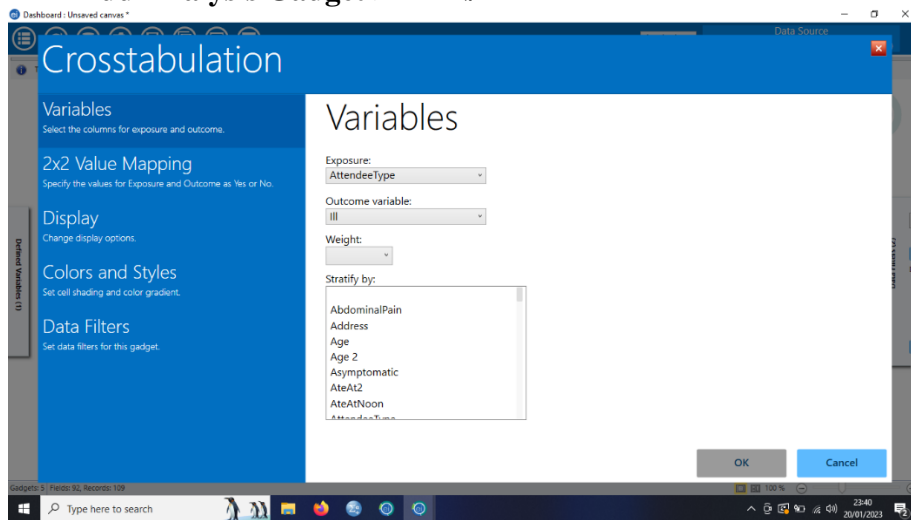 Dashboard : Unsaved canvas *
Data Source
Crosstabulation
Variables
Select the columns for exposure and outcome.
2x2 Value Mapping
Specify the values for Exposure and Outcome as Yes or No.
Display
Change display options.
Colors and Styles
Set cell shading and color gradient.
Data Filters
Set data filters for this gadget.
Defined Variables (1)
Variables
Exposure:
AttendeeType
Outcome variable:
Ill
Weight:
Stratify by:
AbdominalPain
Address
Age
Age 2
Asymptomatic
AteAt2
AteAtNoon
AttendeeType
OK
Cancel
Gadgets: 5 Fields: 92, Records: 109
100 %
Type here to search
23:40
20/01/2023